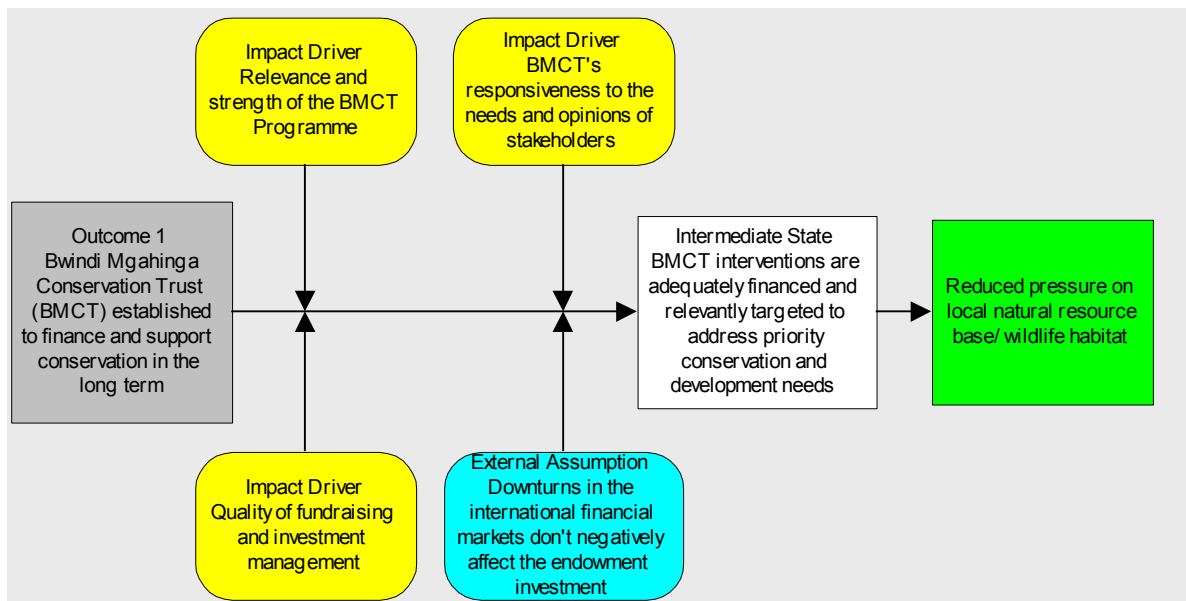 Impact Driver
Relevance and
strength of the BMCT
Programme
Impact Driver
BMCT's
responsiveness to the
needs and opinions of
stakeholders
Outcome 1
Bwindi Mgahinga
Conservation Trust
(BMCT) established
to finance and support
conservation in the
long term
Intermediate State
BMCT interventions are
adequately financed and
relevantly targeted to
address priority
conservation and
development needs
Reduced pressure on
local natural resource
base/ wildlife habitat
Impact Driver
Quality of fundraising
and investment
management
External Assumption
Downturns in the
international financial
markets don't negatively
affect the endowment
investment